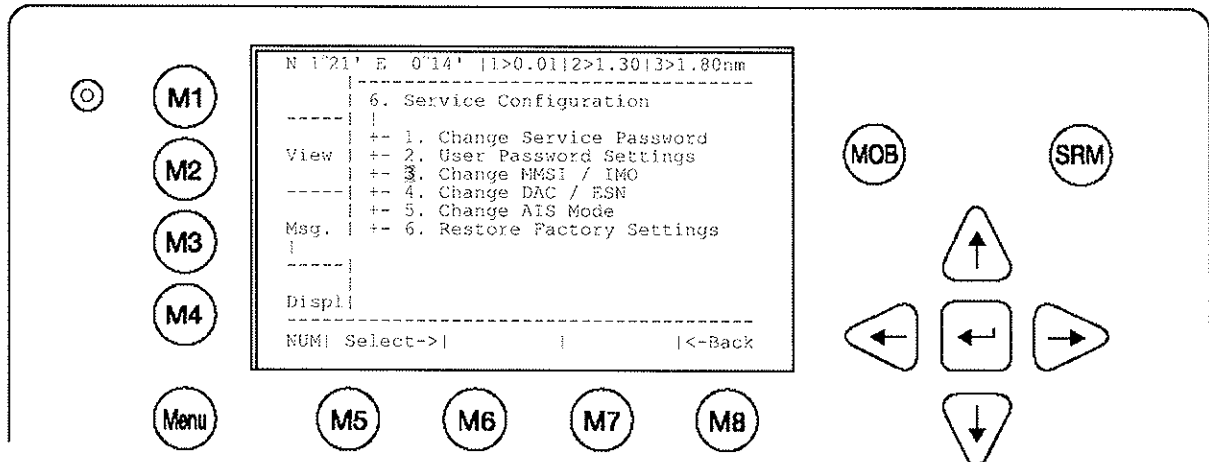 N 1°21' E 0°14' |1>0.01|2>1.30|3>1.80nm
6. Service Configuration
+- 1. Change Service Password
View | +- 2. User Password Settings
+- 3. Change MMSI / IMO
+- 4. Change DAC / ESN
+- 5. Change AIS Mode
Msg. | +- 6. Restore Factory Settings
Displ|
NUM| Select->| | |<-Back
M1
M2
M3
M4
Menu
M5
M6
M7
M8
MOB
SRM